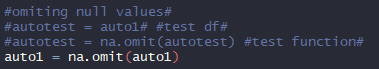 #omiting null values#
#autotest = auto1# #test df#
#autotest = na.omit(autotest) #test function#
auto1 = na.omit(auto1)